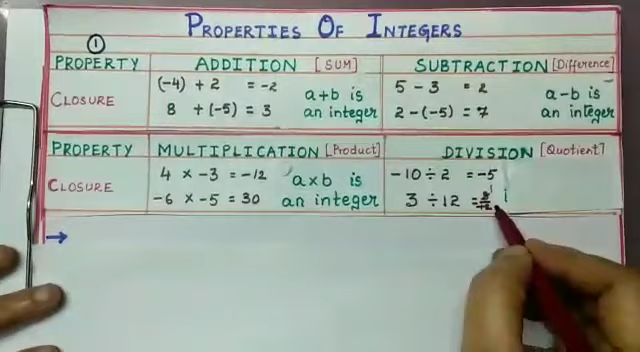 PROPERTIES OF INTEGERS
1
PROPERTY ADDITION [SUM] SUBTRACTION [Difference]
CLOSURE (-4) + 2 = -2 a+b is 5 - 3 = 2 a-b is
8 + (-5) = 3 an integer 2 - (-5) = 7 an integer
PROPERTY MULTIPLICATION [Product] DIVISION [Quotient]
CLOSURE 4 × -3 = -12 a×b is -10 ÷ 2 = -5
-6 × -5 = 30 an integer 3 ÷ 12 =
→